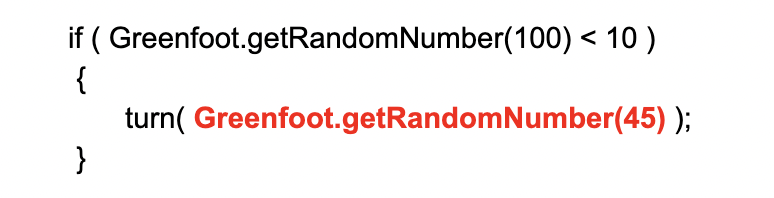 if ( Greenfoot.getRandomNumber(100) < 10 )
{
turn( Greenfoot.getRandomNumber(45) );
}